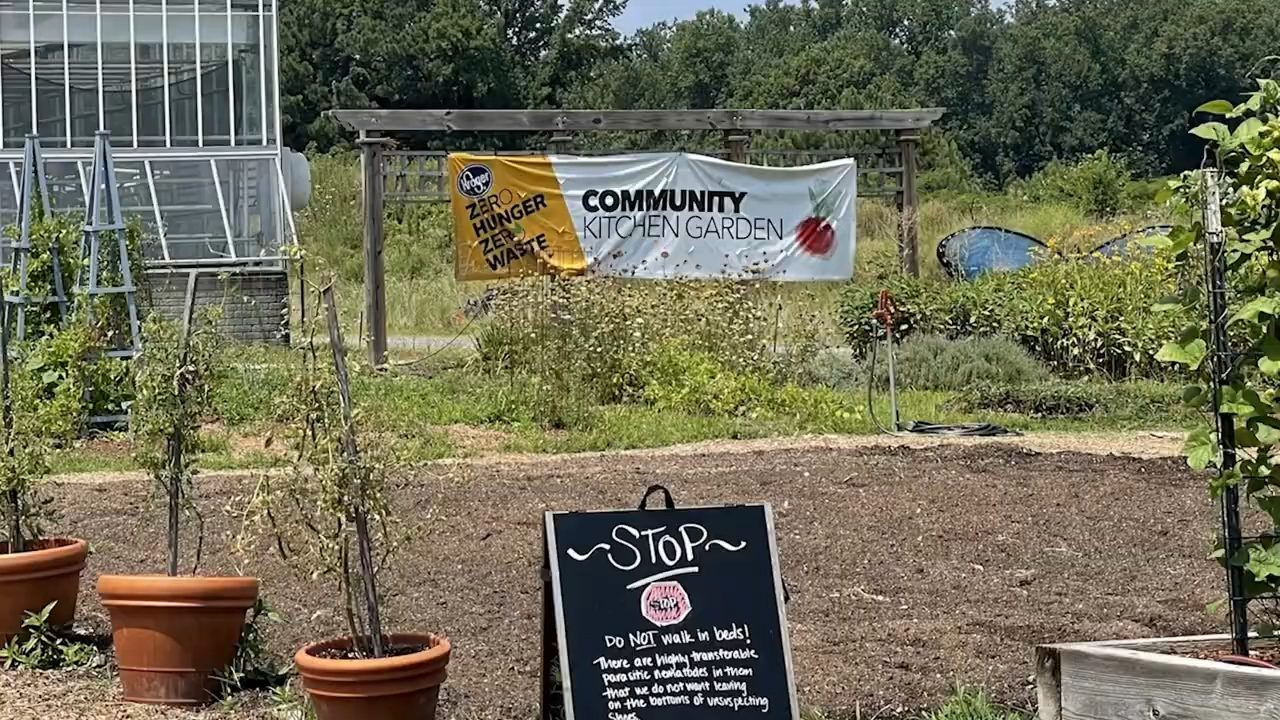 Kroger
ZERO
HUNGER
ZERO
WASTE
COMMUNITY
KITCHEN GARDEN
~STOP~
STOP
DO NOT walk in beds!
There are highly transferable
parasitic nematodes in them
that we do not want leaving
on the bottoms of unsuspecting
shoes.